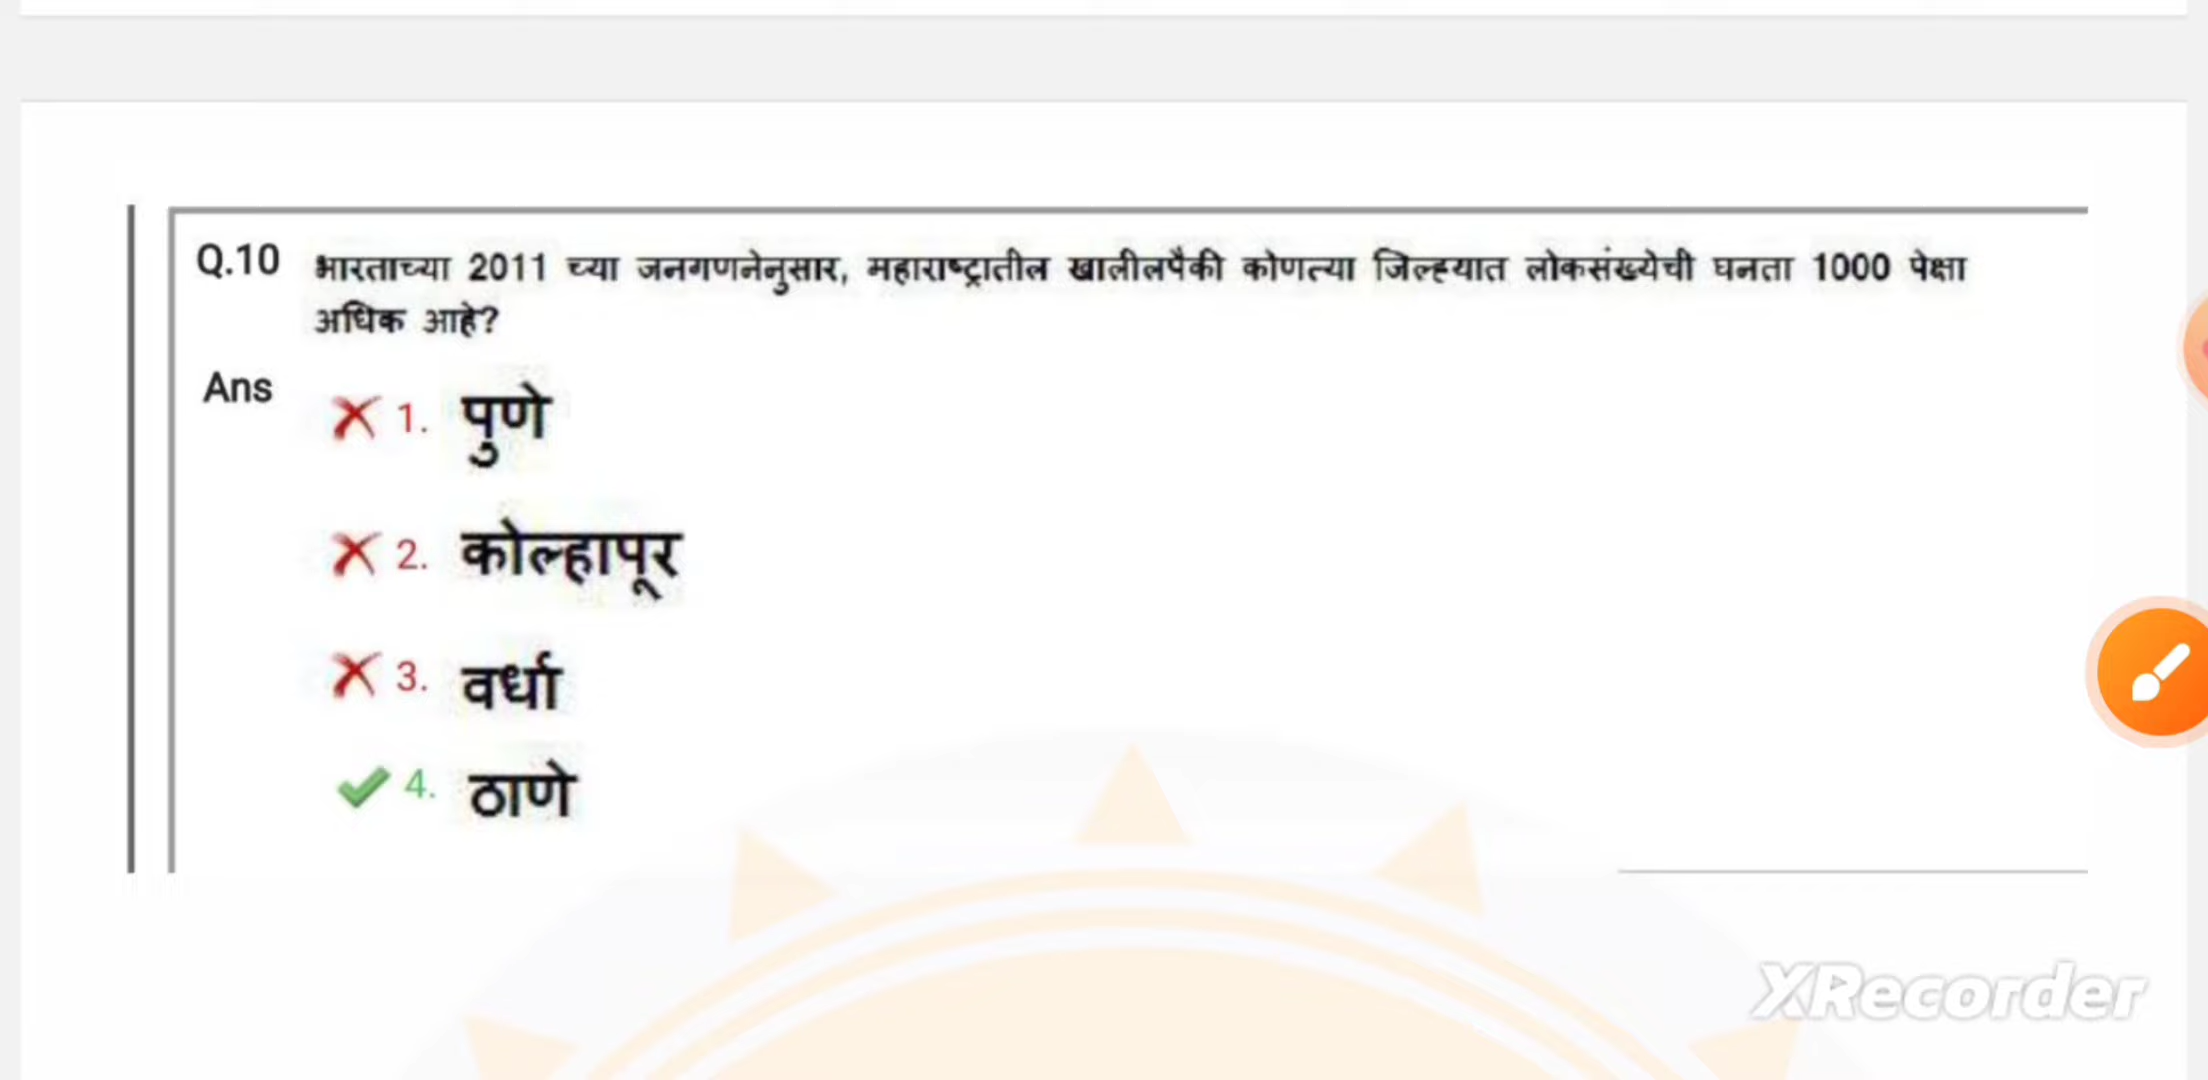 Q.10 भारताच्या 2011 च्या जनगणनेनुसार, महाराष्ट्रातील खालीलपैकी कोणत्या जिल्हयात लोकसंख्येची घनता 1000 पेक्षा
अधिक आहे?
Ans
1. पुणे
2. कोल्हापूर
3. वर्धा
4. ठाणे
XRecorder